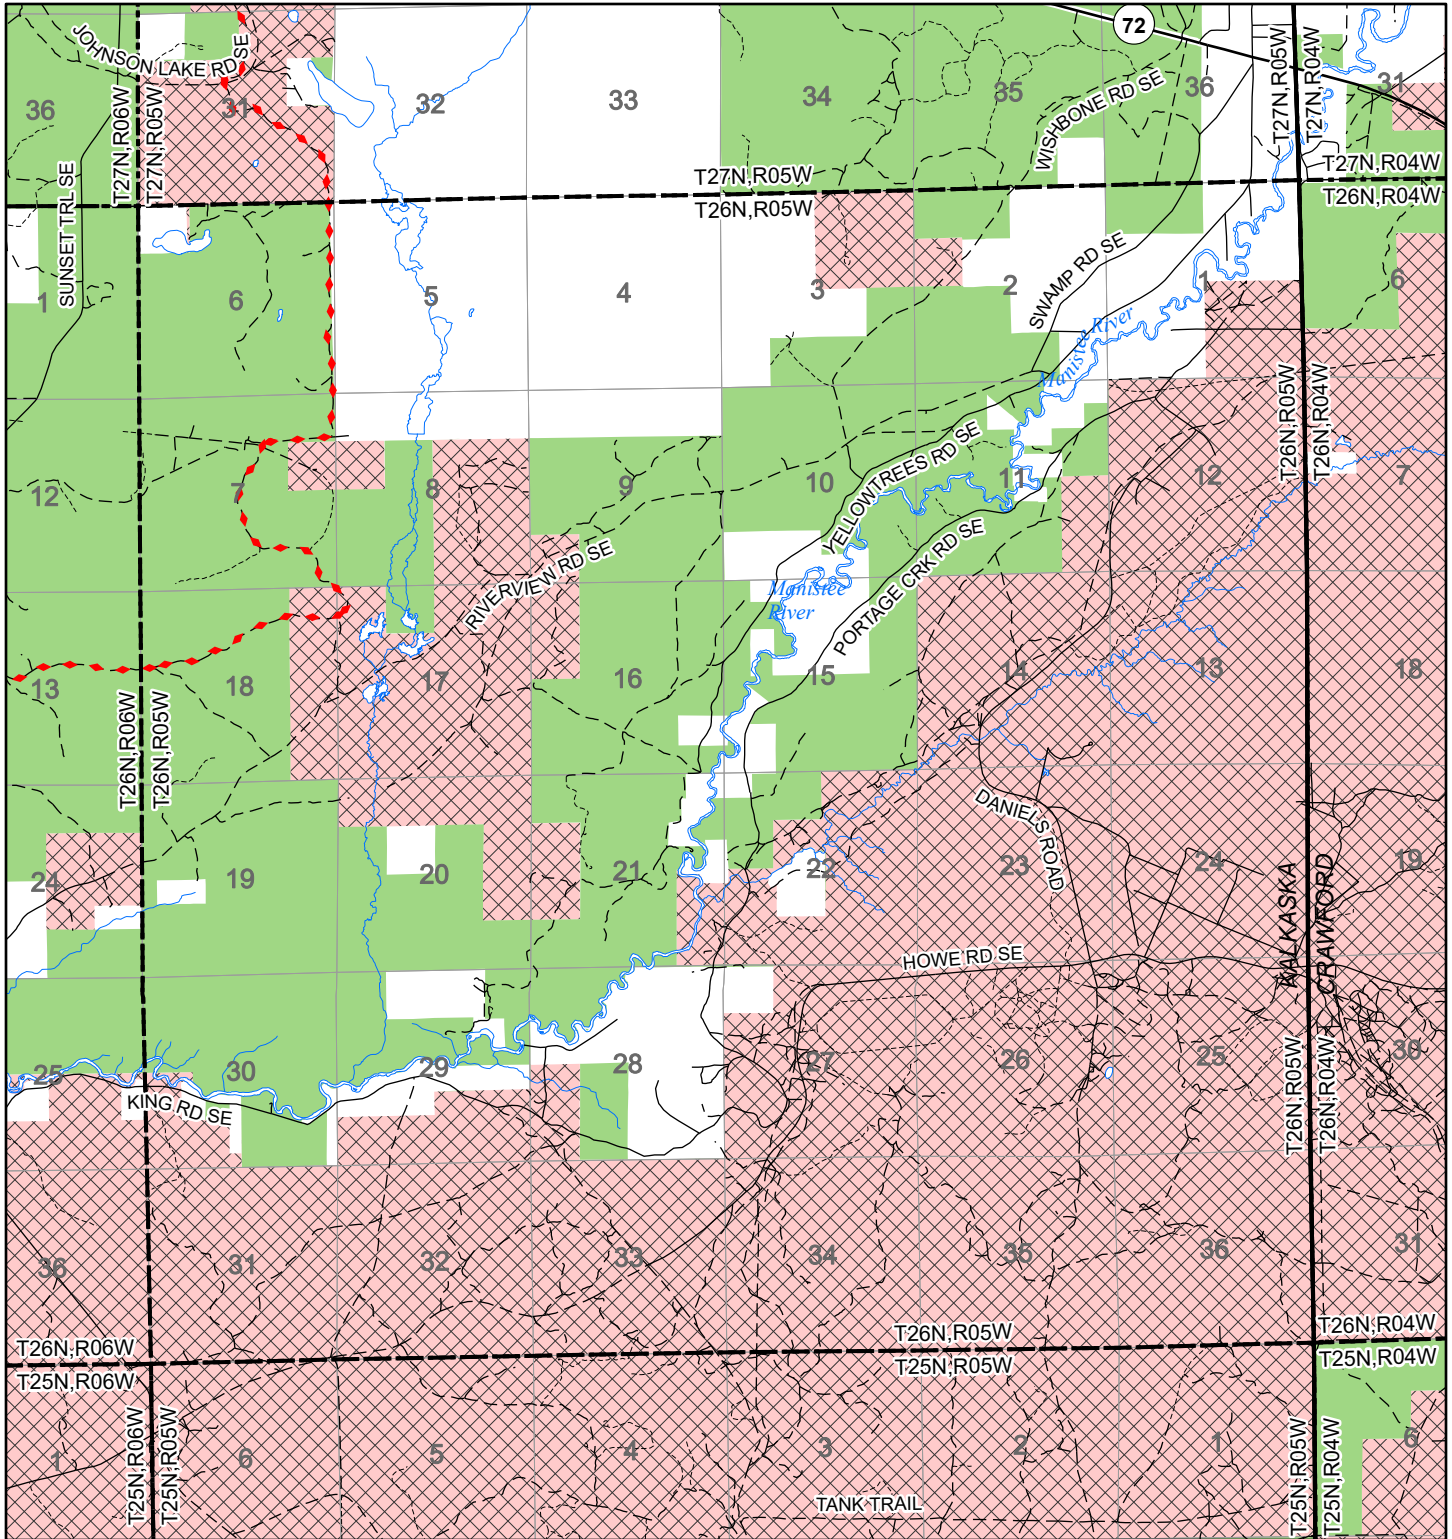 72
JOHNSON LAKE RD SE
36
31
32
33
34
35
36
31
WISHBONE RD SE
T27N,R06W
T27N,R05W
T27N,R05W
T27N,R04W
T27N,R05W
T26N,R05W
T27N,R04W
T26N,R04W
SUNSET TRL SE
1
6
5
4
3
2
1
6
SWAMP RD SE
Manistee River
T26N,R05W
T26N,R04W
12
7
8
9
10
11
12
7
YELLOWTREES RD SE
RIVERVIEW RD SE
PORTAGE CRK RD SE
Manistee
River
13
18
17
16
15
14
13
18
T26N,R06W
T26N,R05W
DANIELS ROAD
24
19
20
21
22
23
24
19
KALKASKA
CRAWFORD
HOWE RD SE
25
30
29
28
27
26
25
30
KING RD SE
T26N,R05W
T26N,R04W
36
31
32
33
34
35
36
31
T26N,R06W
T25N,R06W
T26N,R05W
T25N,R05W
T26N,R04W
T25N,R04W
T25N,R06W
T25N,R05W
1
6
5
4
3
2
1
6
T25N,R05W
T25N,R04W
TANK TRAIL